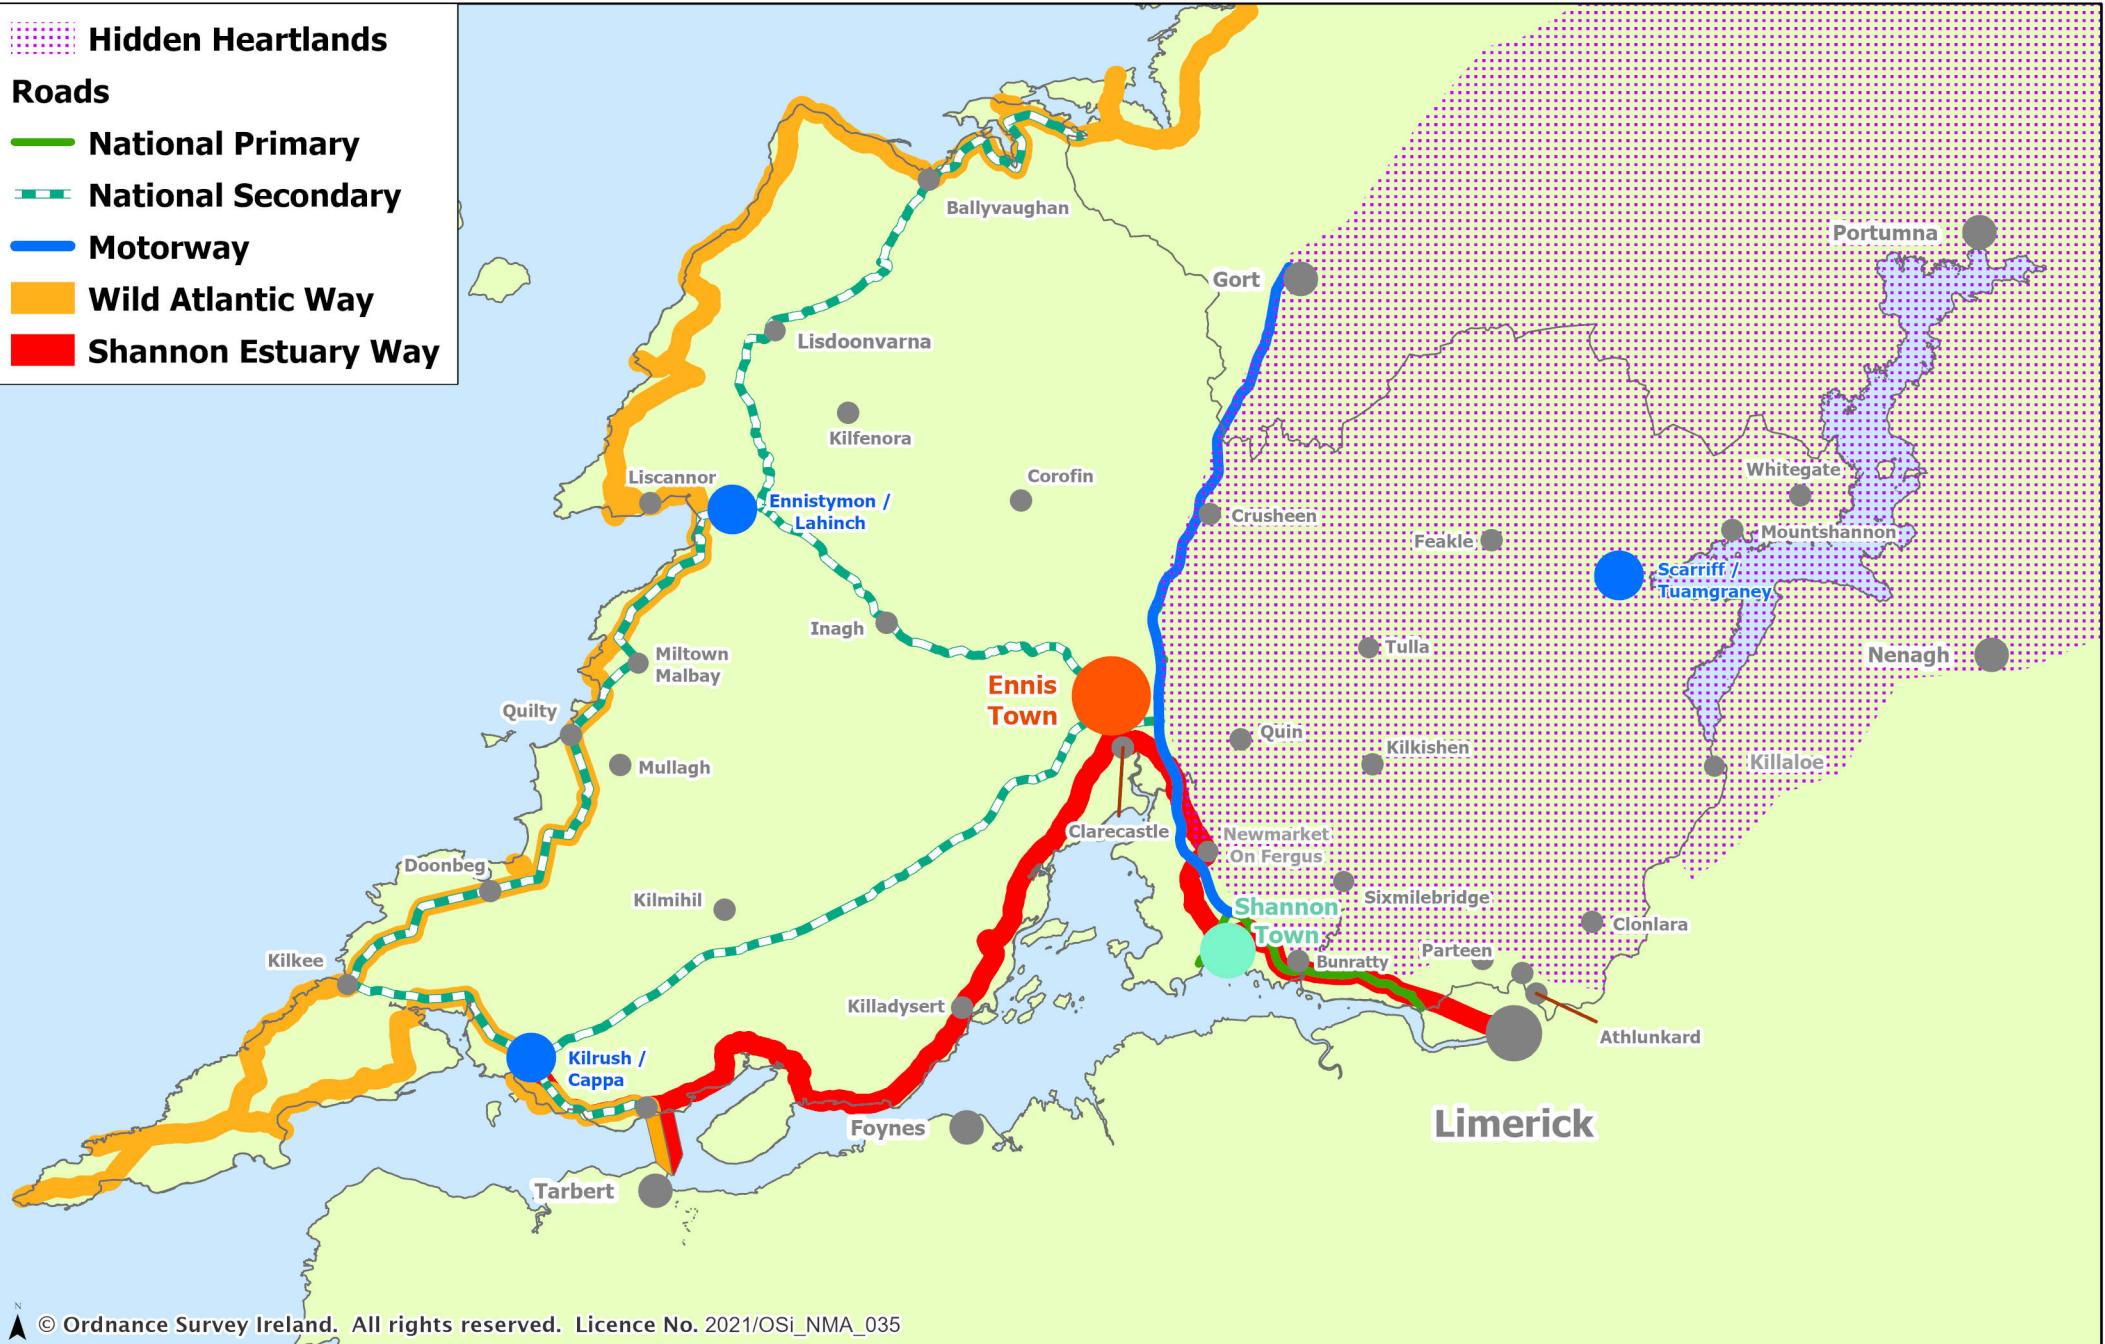 Hidden Heartlands
Roads
National Primary
National Secondary
Motorway
Wild Atlantic Way
Shannon Estuary Way
Ballyvaughan
Portumna
Gort
Lisdoonvarna
Kilfenora
Liscannor
Corofin
Whitegate
Ennistymon /
Lahinch
Crusheen
Mountshannon
Feakle
Scarriff /
Tuamgraney
Inagh
Tulla
Miltown
Malbay
Nenagh
Ennis
Town
Quilty
Quin
Kilkishen
Mullagh
Killaloe
Clarecastle
Newmarket
On Fergus
Doonbeg
Kilmihil
Sixmilebridge
Shannon
Town
Clonlara
Parteen
Kilkee
Bunratty
Killadysert
Athlunkard
Kilrush /
Cappa
Foynes
Limerick
Tarbert
N
© Ordnance Survey Ireland. All rights reserved. Licence No. 2021/OSi_NMA_035